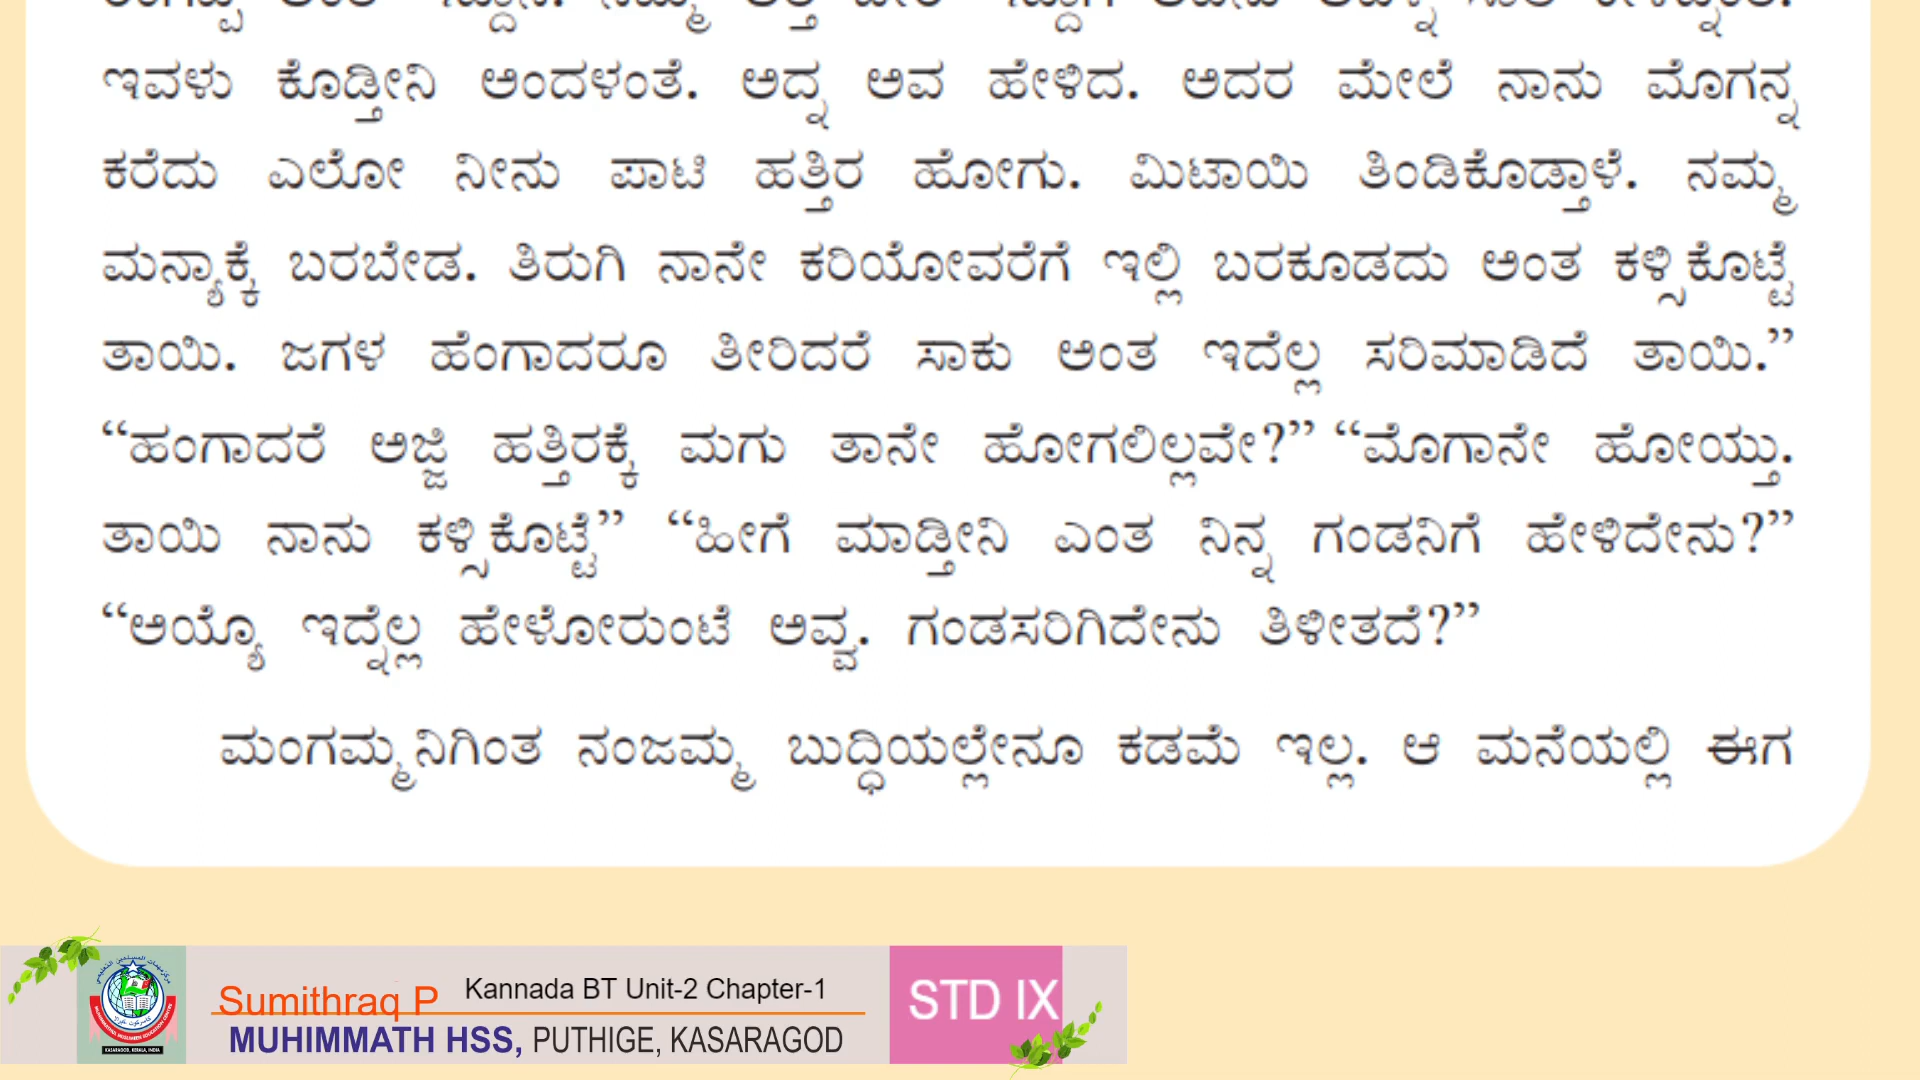 ಇವಳು ಕೊಡ್ತೀನಿ ಅಂದಳಂತೆ. ಅದ್ನ ಅವ ಹೇಳಿದ. ಅದರ ಮೇಲೆ ನಾನು ಮೊಗನ್ನ
ಕರೆದು ಎಲೋ ನೀನು ಪಾಟಿ ಹತ್ತಿರ ಹೋಗು. ಮಿಟಾಯಿ ತಿಂಡಿಕೊಡ್ತಾಳೆ. ನಮ್ಮ
ಮನ್ಯಾಕ್ಕೆ ಬರಬೇಡ. ತಿರುಗಿ ನಾನೇ ಕರಿಯೋವರೆಗೆ ಇಲ್ಲಿ ಬರಕೂಡದು ಅಂತ ಕಳ್ಸಿಕೊಟ್ಟೆ
ತಾಯಿ. ಜಗಳ ಹೆಂಗಾದರೂ ತೀರಿದರೆ ಸಾಕು ಅಂತ ಇದೆಲ್ಲ ಸರಿಮಾಡಿದೆ ತಾಯಿ.”
“ಹಂಗಾದರೆ ಅಜ್ಜಿ ಹತ್ತಿರಕ್ಕೆ ಮಗು ತಾನೇ ಹೋಗಲಿಲ್ಲವೇ?” “ಮೊಗಾನೇ ಹೋಯ್ತು.
ತಾಯಿ ನಾನು ಕಳ್ಸಿಕೊಟ್ಟೆ” “ಹೀಗೆ ಮಾಡ್ತೀನಿ ಎಂತ ನಿನ್ನ ಗಂಡನಿಗೆ ಹೇಳಿದೇನು?”
“ಅಯ್ಯೊ ಇದ್ನೆಲ್ಲ ಹೇಳೋರುಂಟೆ ಅವ್ವ. ಗಂಡಸರಿಗಿದೇನು ತಿಳೀತದೆ?”
ಮಂಗಮ್ಮನಿಗಿಂತ ನಂಜಮ್ಮ ಬುದ್ಧಿಯಲ್ಲೇನೂ ಕಡಮೆ ಇಲ್ಲ. ಆ ಮನೆಯಲ್ಲಿ ಈಗ
Sumithraq P Kannada BT Unit-2 Chapter-1
MUHIMMATH HSS, PUTHIGE, KASARAGOD
STD IX
KASARAGOD, KERALA, INDIA